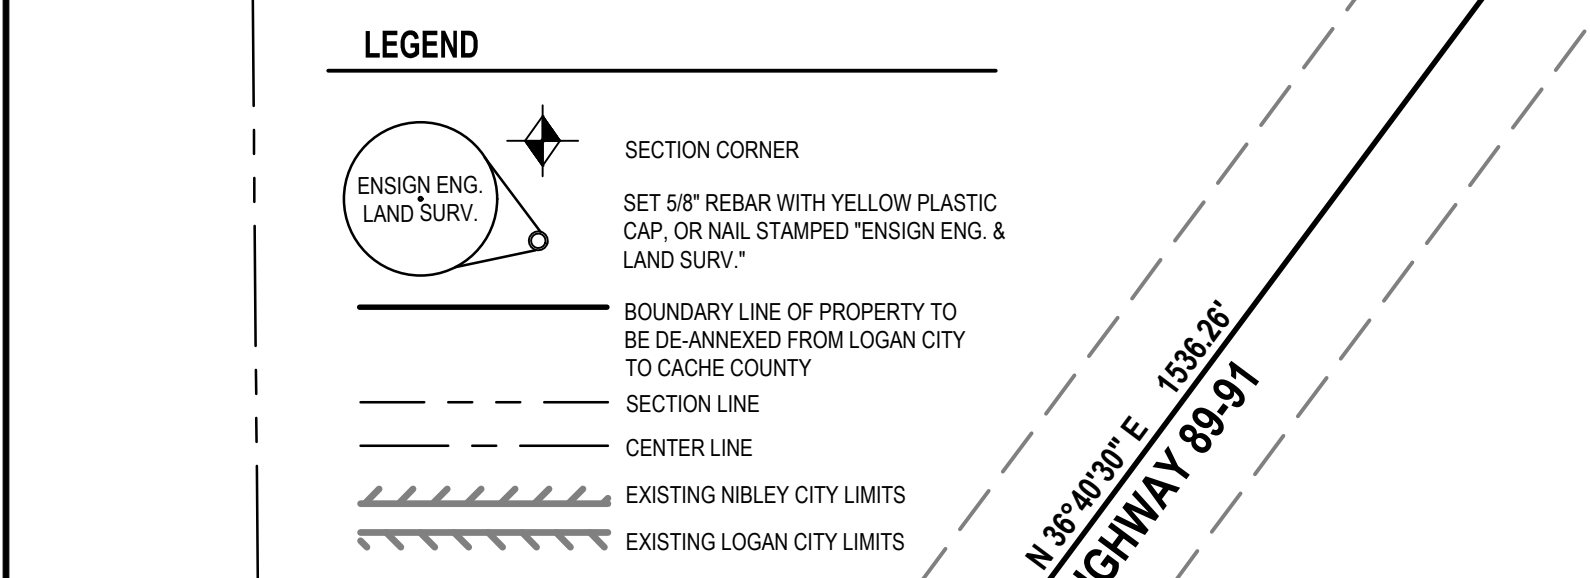 LEGEND
ENSIGN ENG.
LAND SURV.
SECTION CORNER
SET 5/8" REBAR WITH YELLOW PLASTIC
CAP, OR NAIL STAMPED "ENSIGN ENG. &
LAND SURV."
BOUNDARY LINE OF PROPERTY TO
BE DE-ANNEXED FROM LOGAN CITY
TO CACHE COUNTY
SECTION LINE
CENTER LINE
EXISTING NIBLEY CITY LIMITS
EXISTING LOGAN CITY LIMITS
N 36°40'30" E 1536.26'
IGHWAY 89-91